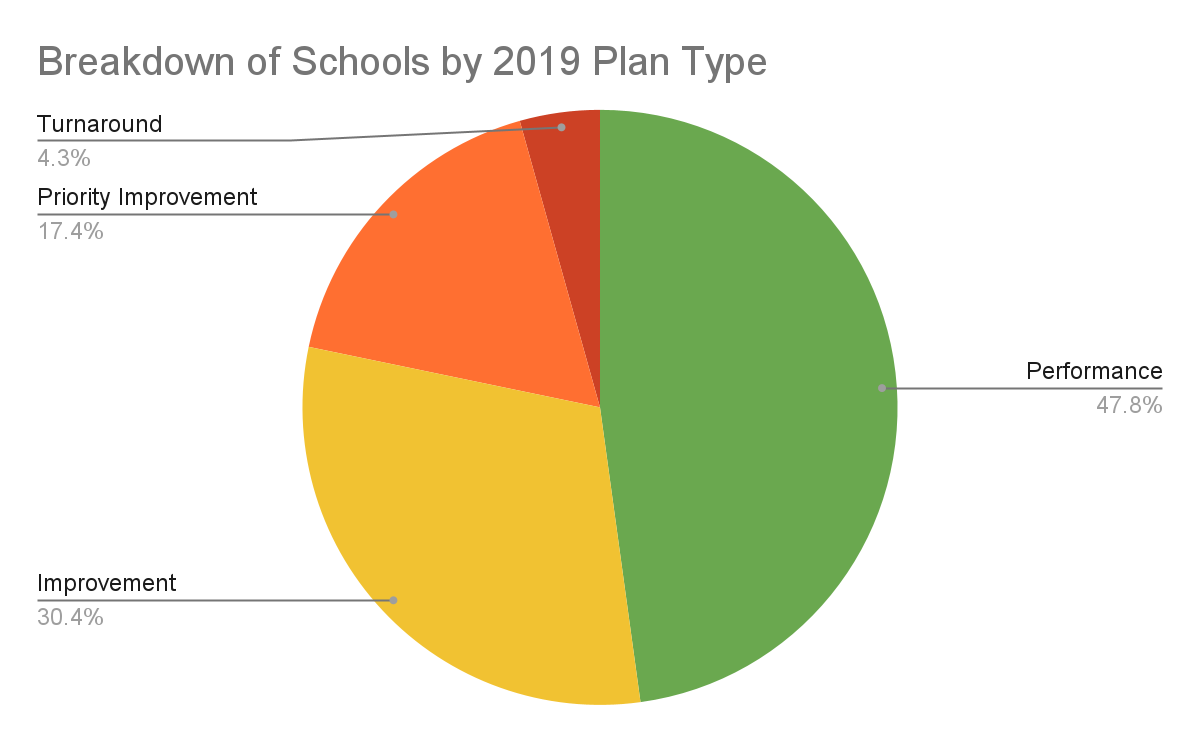 Breakdown of Schools by 2019 Plan Type
Turnaround
4.3%
Priority Improvement
17.4%
Performance
47.8%
Improvement
30.4%